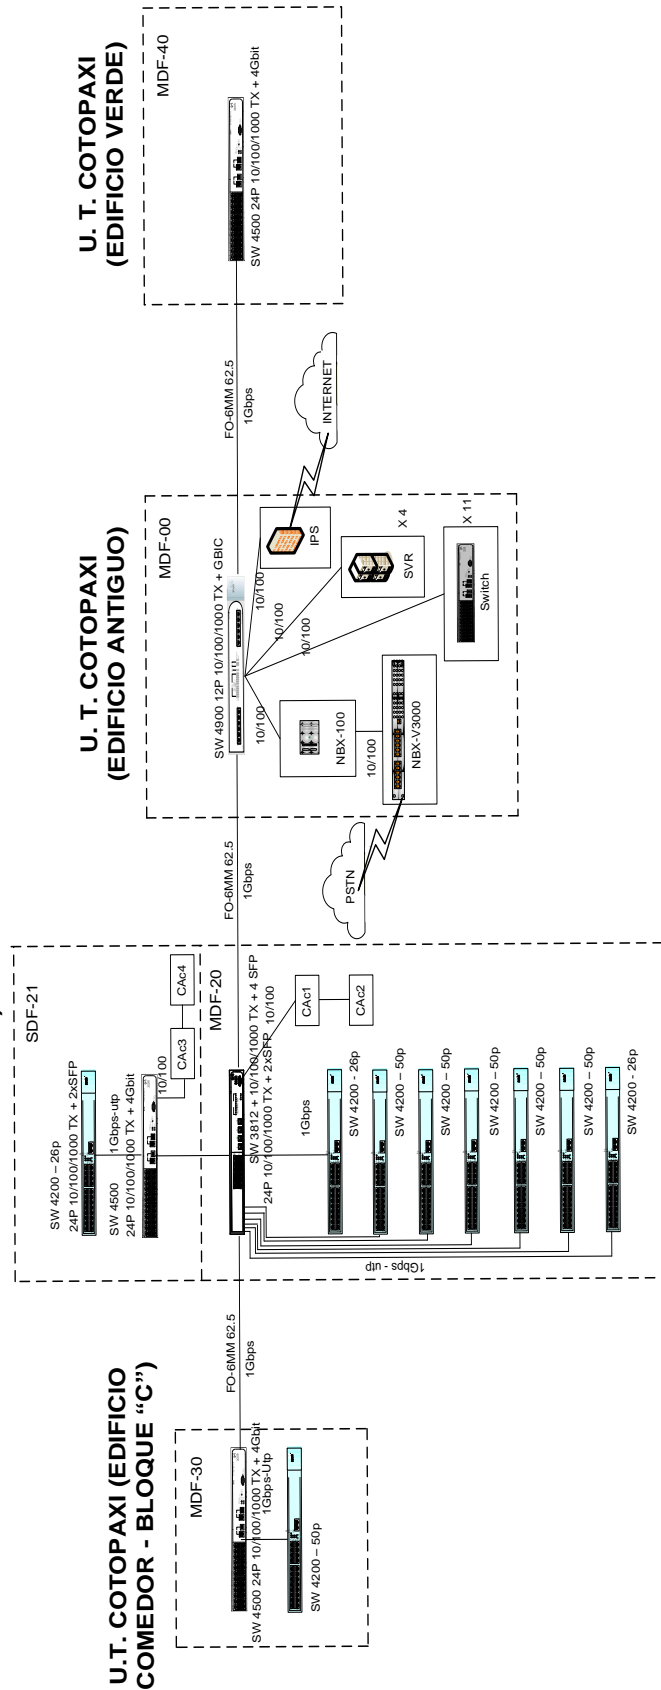 U.T. COTOPAXI (EDIFICIO
COMEDOR - BLOQUE “C”)
MDF-30
SW 4500 24P 10/100/1000 TX + 4Gbit
1Gbps-Utp
SW 4200 – 50p
FO-6MM 62.5
1Gbps
SDF-21
SW 4200 – 26p
24P 10/100/1000 TX + 2xSFP
1Gbps-utp
SW 4500
24P 10/100/1000 TX + 4Gbit
10/100
CAc3
CAc4
MDF-20
SW 3812 + 10/100/1000 TX + 4 SFP
24P 10/100/1000 TX + 2xSFP
10/100
CAc1
CAc2
1Gbps
SW 4200 - 26p
SW 4200 – 50p
SW 4200 – 50p
SW 4200 – 50p
SW 4200 – 50p
SW 4200 – 50p
SW 4200 - 26p
1Gbps - utp
FO-6MM 62.5
1Gbps
U. T. COTOPAXI
(EDIFICIO ANTIGUO)
MDF-00
SW 4900 12P 10/100/1000 TX + GBIC
10/100
10/100
10/100
10/100
NBX-100
10/100
NBX-V3000
PSTN
IPS
INTERNET
SVR
X 4
Switch
X 11
FO-6MM 62.5
1Gbps
U. T. COTOPAXI
(EDIFICIO VERDE)
MDF-40
SW 4500 24P 10/100/1000 TX + 4Gbit